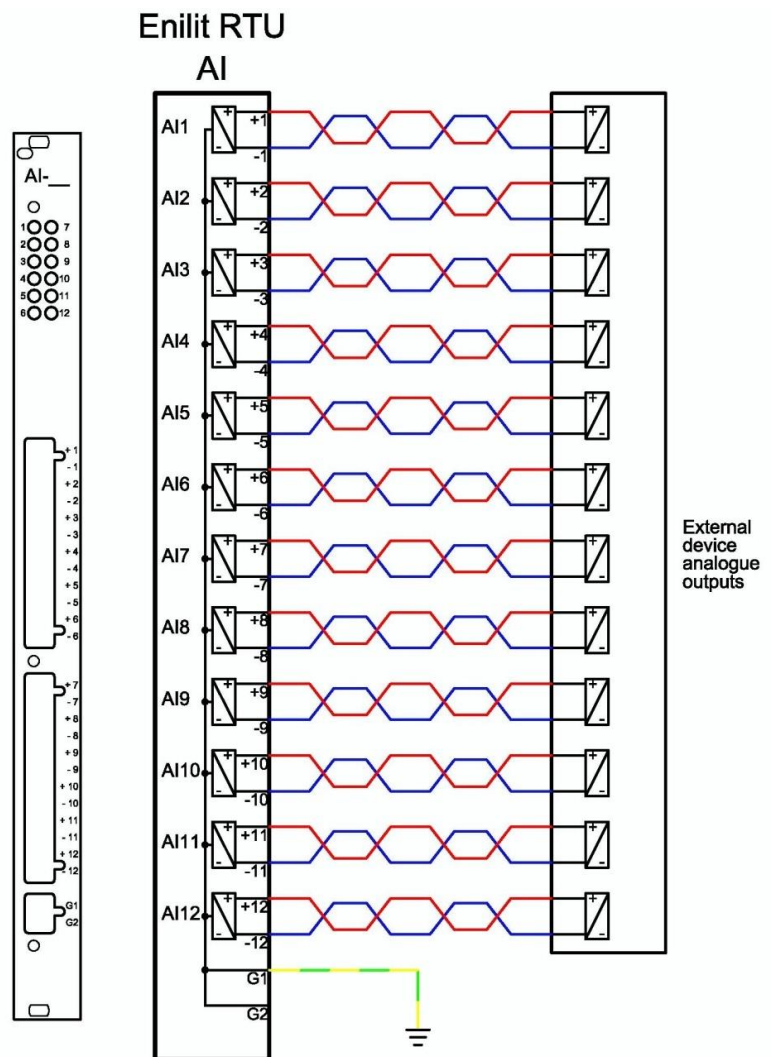 Enilit RTU
AI
AI-__
1 7
2 8
3 9
4 10
5 11
6 12
+ 1
- 1
+ 2
- 2
+ 3
- 3
+ 4
- 4
+ 5
- 5
+ 6
- 6
+ 7
- 7
+ 8
- 8
+ 9
- 9
+ 10
- 10
+ 11
- 11
+ 12
- 12
G1
G2
AI1 + - +1 -1 + -
AI2 + - +2 -2 + -
AI3 + - +3 -3 + -
AI4 + - +4 -4 + -
AI5 + - +5 -5 + -
AI6 + - +6 -6 + -
AI7 + - +7 -7 + -
AI8 + - +8 -8 + -
AI9 + - +9 -9 + -
AI10 + - +10 -10 + -
AI11 + - +11 -11 + -
AI12 + - +12 -12 + -
G1
G2
External
device
analogue
outputs